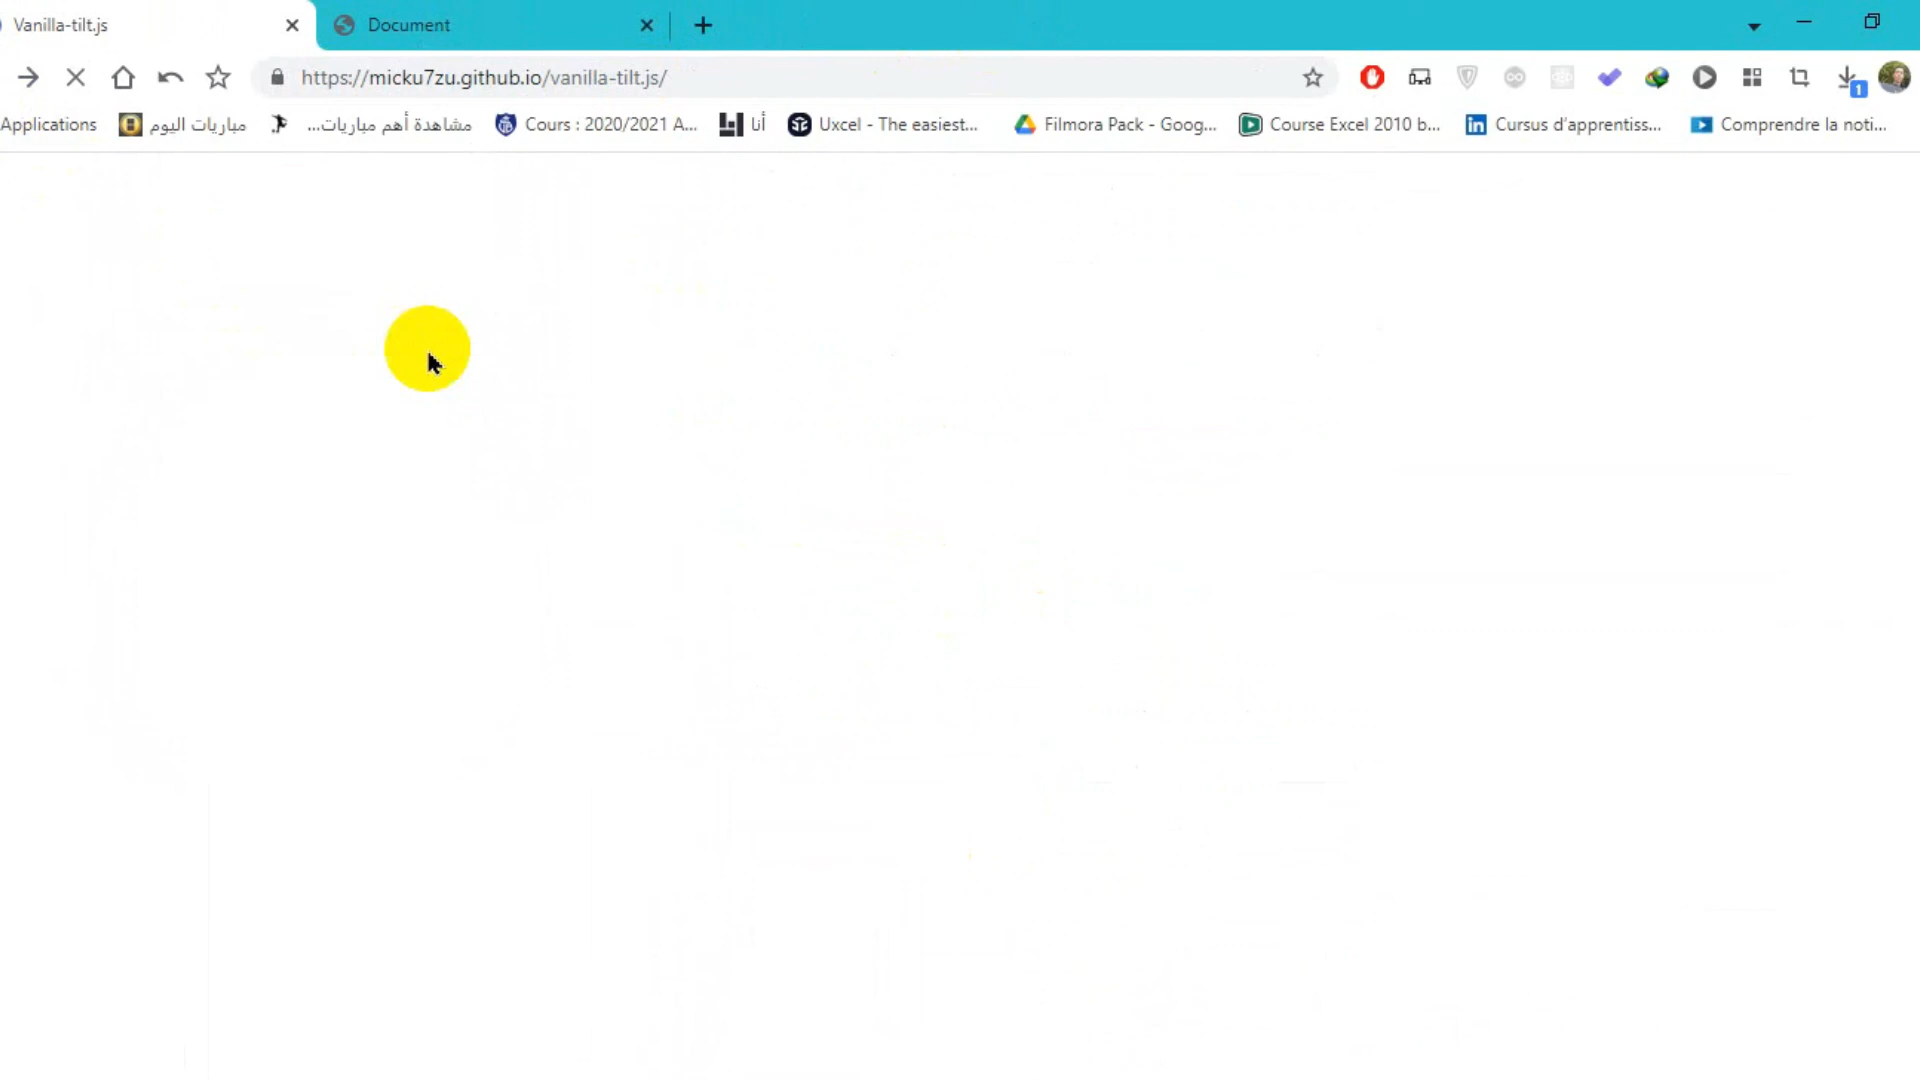 Vanilla-tilt.js
Document
https://micku7zu.github.io/vanilla-tilt.js/
1
Applications
مباريات اليوم
مشاهدة أهم مباريات...
Cours : 2020/2021 A...
أنا
Uxcel - The easiest...
Filmora Pack - Goog...
Course Excel 2010 b...
Cursus d'apprentiss...
Comprendre la noti...